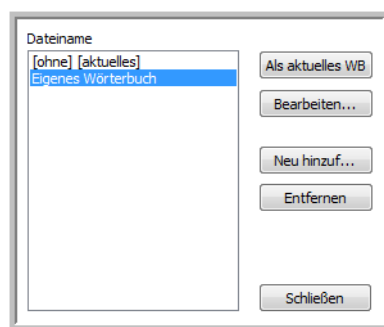 Dateiname
[ohne] [aktuelles]
Eigenes Wörterbuch
Als aktuelles WB
Bearbeiten...
Neu hinzuf...
Entfernen
Schließen